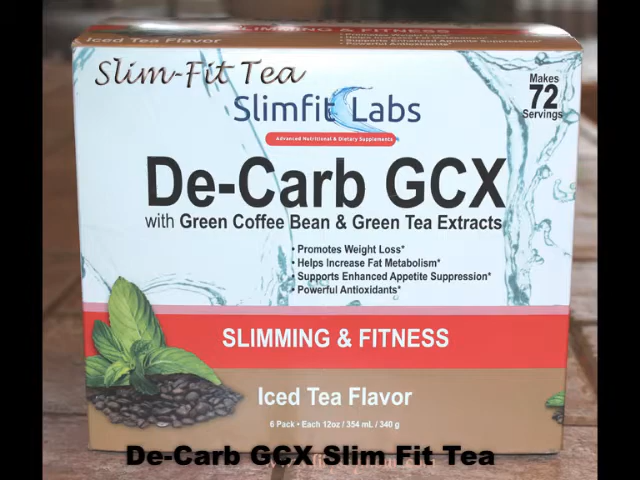 SLIMMING & FITNESS
Iced Tea Flavor
Powerful Antioxidants*
Slim-Fit Tea
Slimfit Labs
Advanced Nutritional & Dietary Supplements
Makes
72
Servings
De-Carb GCX
with Green Coffee Bean & Green Tea Extracts
• Promotes Weight Loss*
• Helps Increase Fat Metabolism*
• Supports Enhanced Appetite Suppression*
• Powerful Antioxidants*
SLIMMING & FITNESS
Iced Tea Flavor
6 Pack • Each 12oz / 354 mL / 340 g
De-Carb GCX Slim Fit Tea